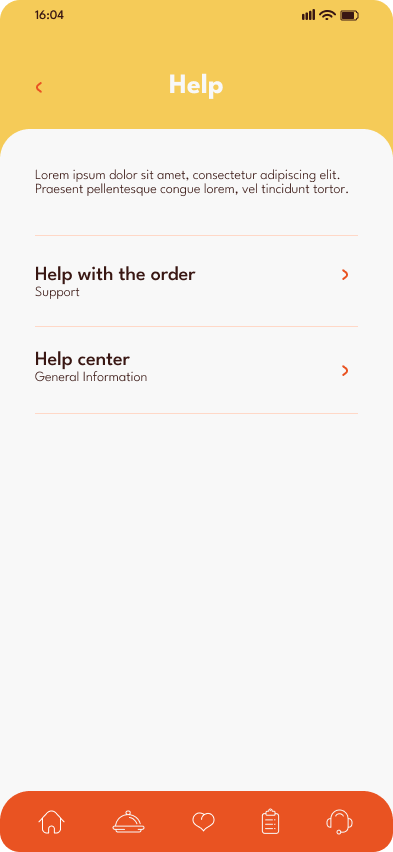 16:04
Help
Lorem ipsum dolor sit amet, consectetur adipiscing elit.
Praesent pellentesque congue lorem, vel tincidunt tortor.
Help with the order
Support
Help center
General Information